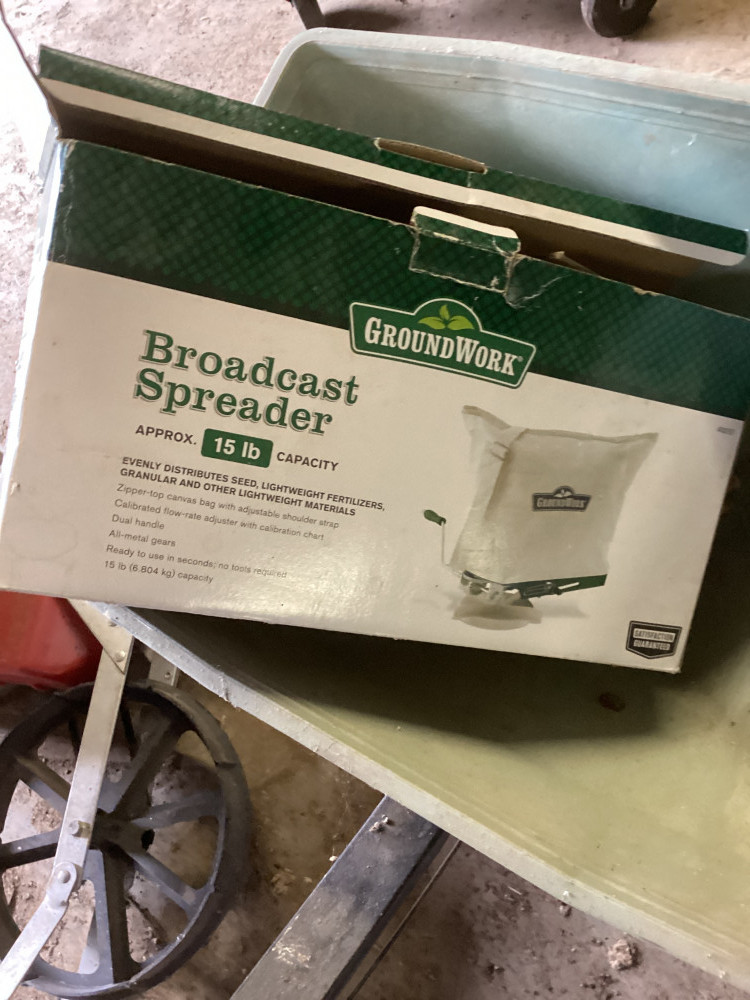 GROUNDWORK®
Broadcast
Spreader
APPROX. 15 lb CAPACITY
EVENLY DISTRIBUTES SEED, LIGHTWEIGHT FERTILIZERS,
GRANULAR AND OTHER LIGHTWEIGHT MATERIALS
Zipper-top canvas bag with adjustable shoulder strap
Calibrated flow-rate adjuster with calibration chart
Dual handle
All-metal gears
Ready to use in seconds; no tools required
15 lb (6.804 kg) capacity
GROUNDWORK
SATISFACTION
GUARANTEED